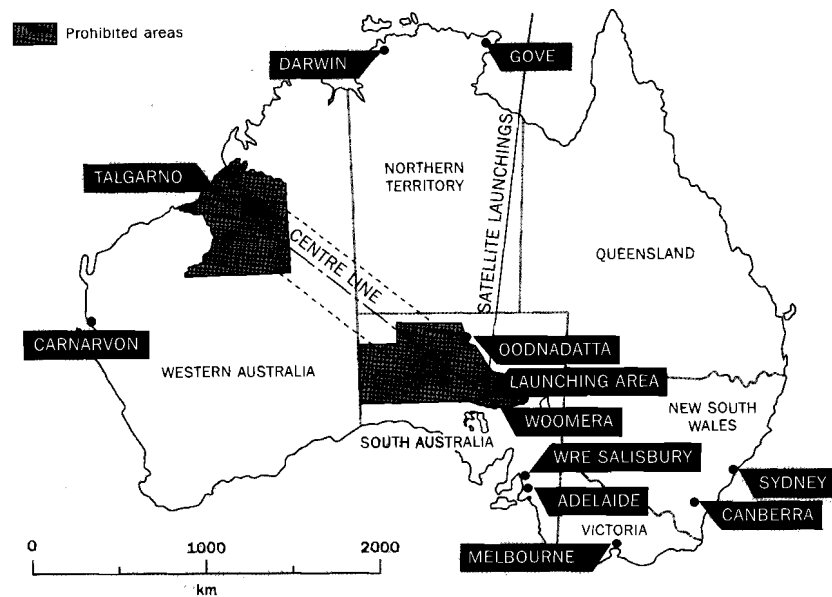 Prohibited areas
DARWIN
GOVE
TALGARNO
NORTHERN
TERRITORY
SATELLITE LAUNCHINGS
CENTRE LINE
QUEENSLAND
CARNARVON
OODNADATTA
WESTERN AUSTRALIA
LAUNCHING AREA
NEW SOUTH
WALES
WOOMERA
SOUTH AUSTRALIA
WRE SALISBURY
SYDNEY
ADELAIDE
CANBERRA
VICTORIA
MELBOURNE
0 1000 2000
km